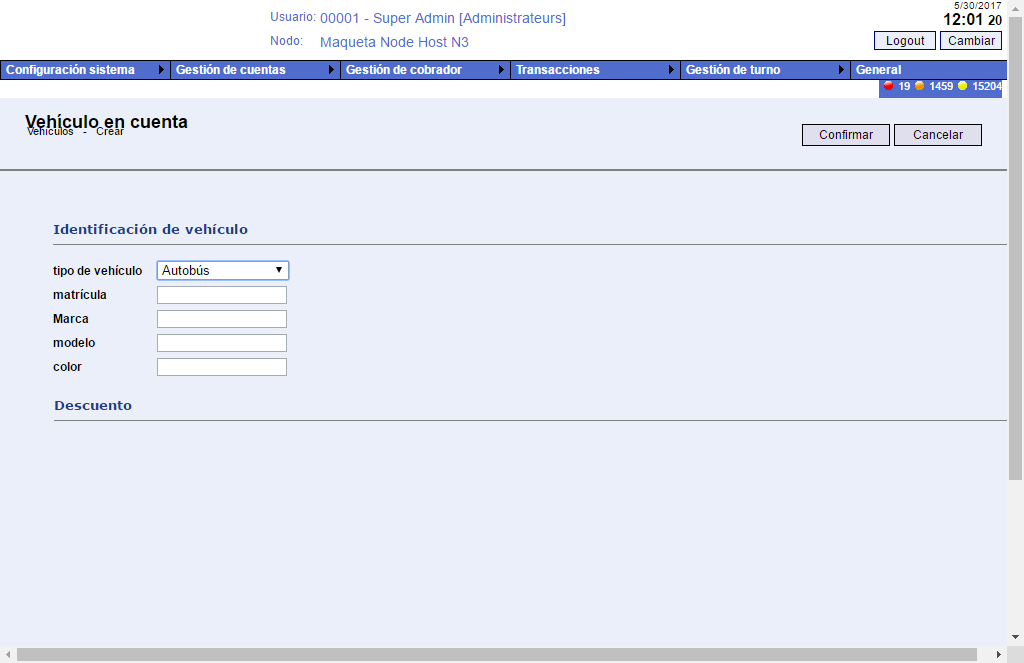 5/30/2017
Usuario: 00001 - Super Admin [Administrateurs]
12:01 20
Nodo: Maqueta Node Host N3
Logout Cambiar
Configuración sistema Gestión de cuentas Gestión de cobrador Transacciones Gestión de turno General
19 1459 15204
Vehículo en cuenta
Vehículos - Crear
Confirmar Cancelar
Identificación de vehículo
tipo de vehículo Autobús
matrícula
Marca
modelo
color
Descuento